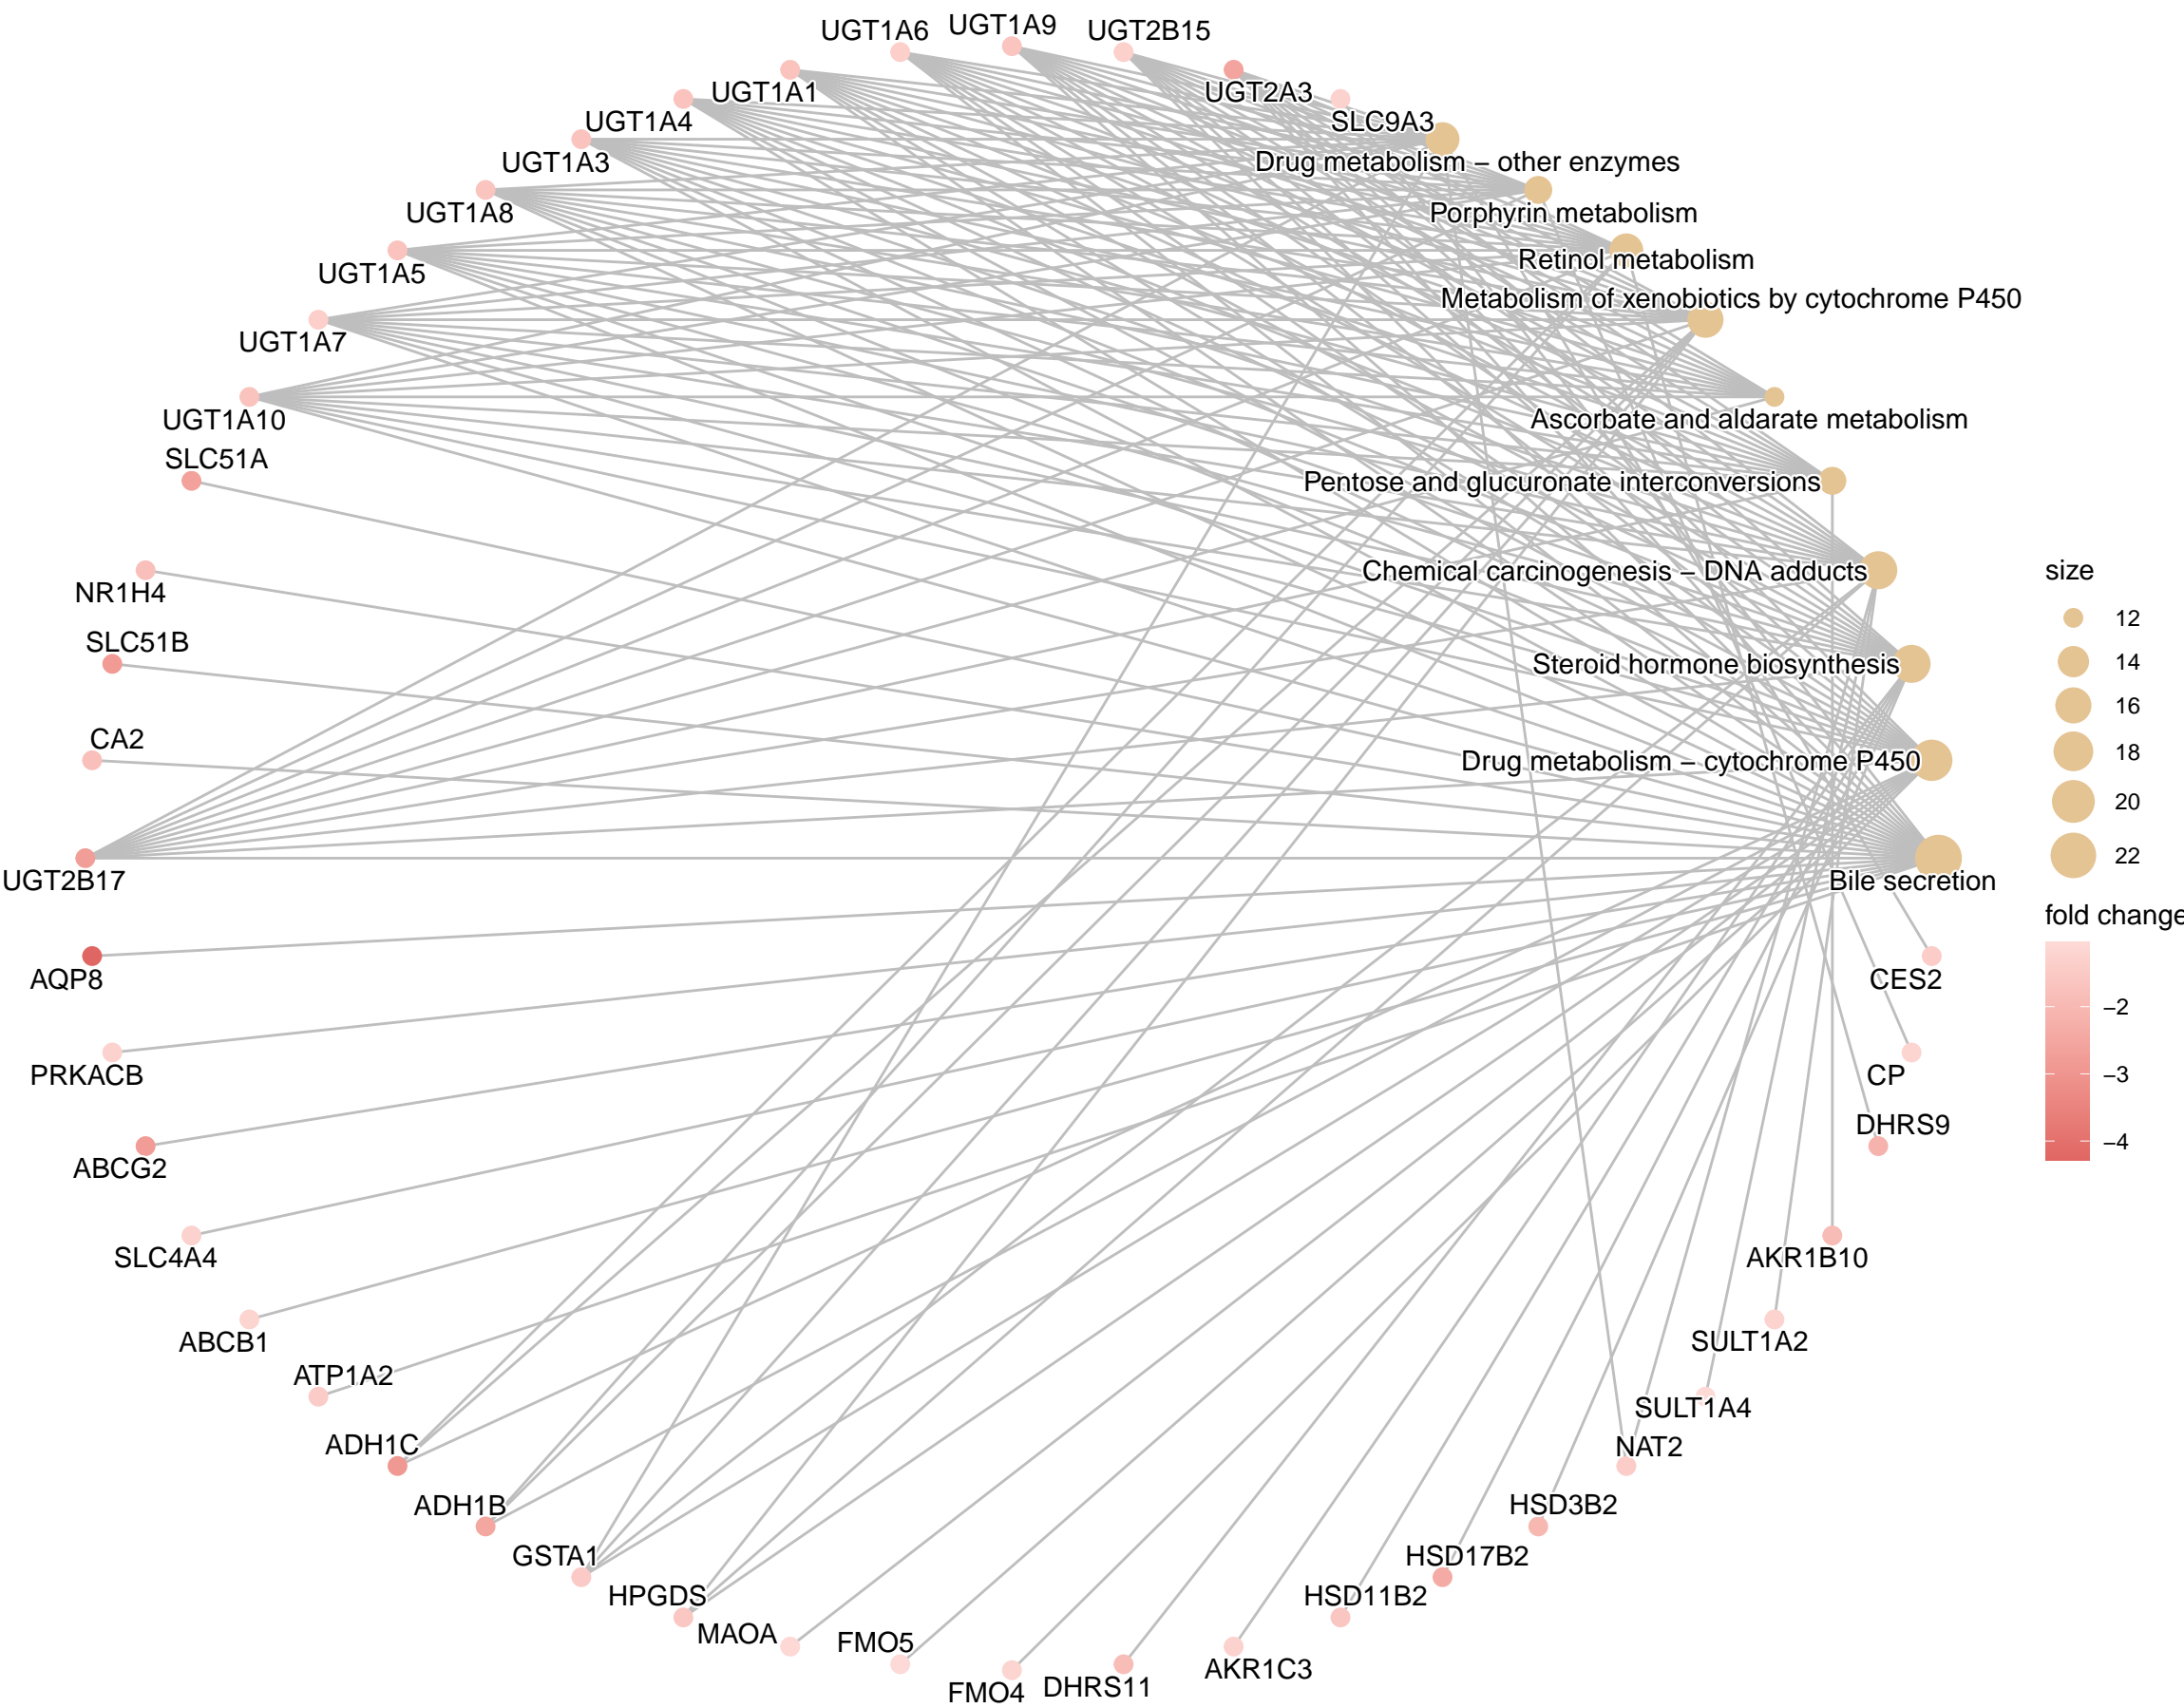 UGT1A6
UGT1A9
UGT2B15
UGT1A1
UGT2A3
UGT1A4
SLC9A3
UGT1A3
Drug metabolism – other enzymes
UGT1A8
Porphyrin metabolism
UGT1A5
Retinol metabolism
Metabolism of xenobiotics by cytochrome P450
UGT1A7
UGT1A10
Ascorbate and aldarate metabolism
SLC51A
Pentose and glucuronate interconversions
Chemical carcinogenesis – DNA adducts
NR1H4
SLC51B
Steroid hormone biosynthesis
CA2
Drug metabolism – cytochrome P450
UGT2B17
Bile secretion
AQP8
CES2
PRKACB
CP
DHRS9
ABCG2
SLC4A4
AKR1B10
ABCB1
SULT1A2
ATP1A2
SULT1A4
ADH1C
NAT2
ADH1B
HSD3B2
GSTA1
HSD17B2
HPGDS
HSD11B2
MAOA
FMO5
AKR1C3
FMO4
DHRS11
size
12
14
16
18
20
22
fold change
–2
–3
–4